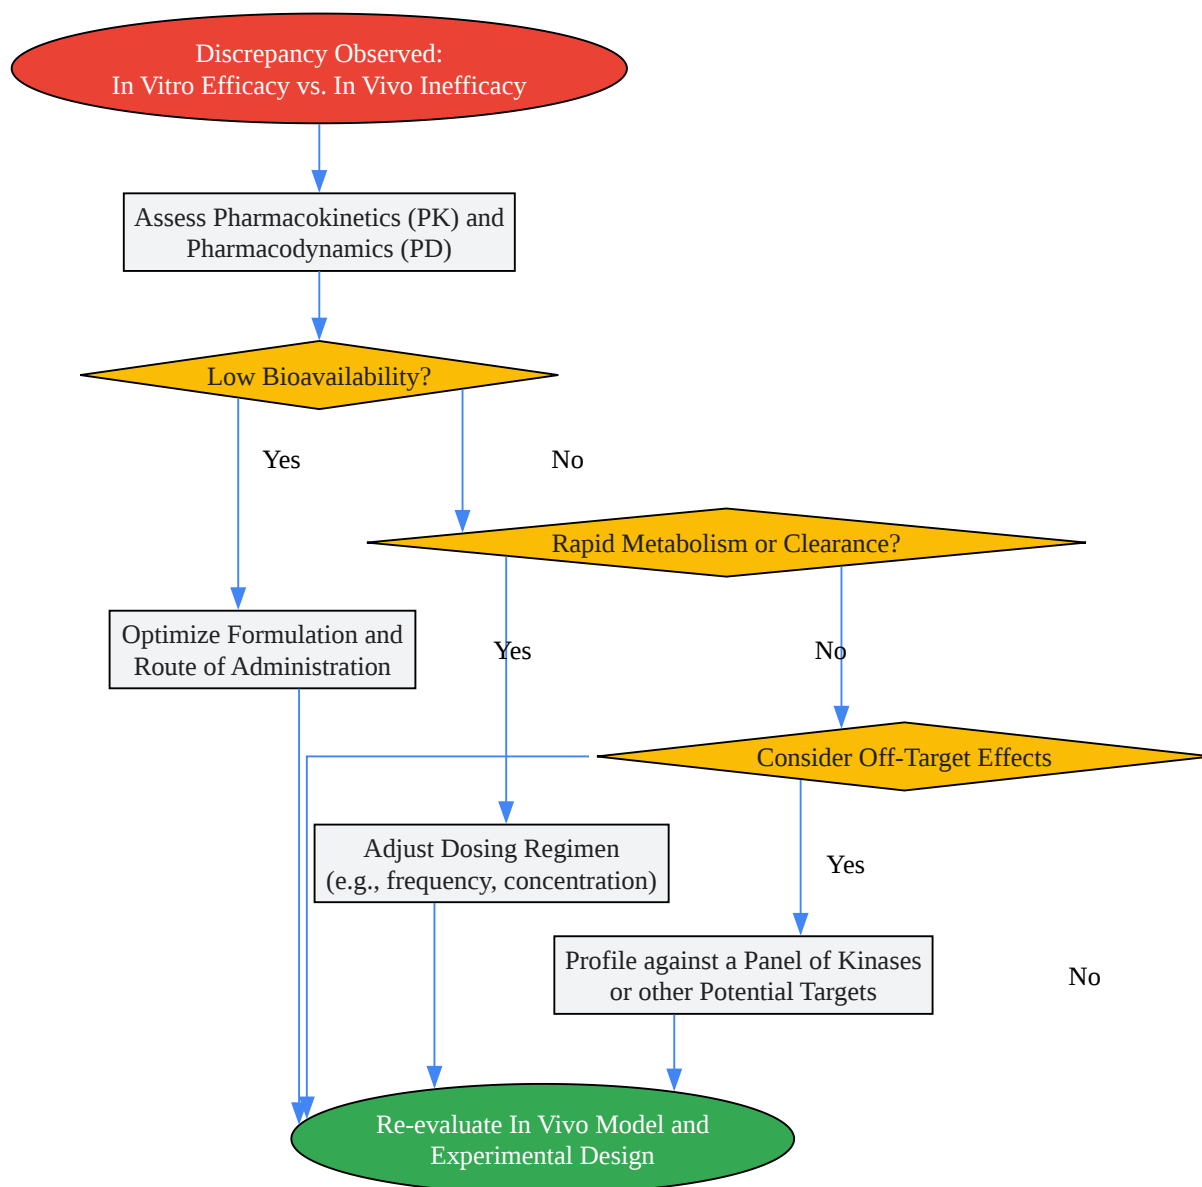 Discrepancy Observed:
In Vitro Efficacy vs. In Vivo Inefficacy
Assess Pharmacokinetics (PK) and
Pharmacodynamics (PD)
Low Bioavailability?
Yes
No
Rapid Metabolism or Clearance?
Optimize Formulation and
Route of Administration
Yes
No
Consider Off-Target Effects
Adjust Dosing Regimen
(e.g., frequency, concentration)
Yes
Profile against a Panel of Kinases
or other Potential Targets
No
Re-evaluate In Vivo Model and
Experimental Design